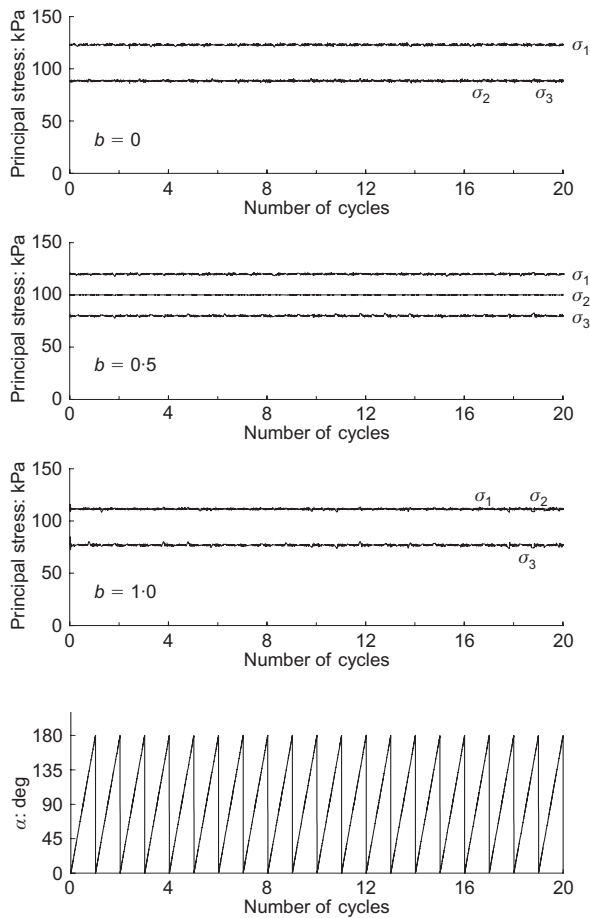 Principal stress: kPa
150
100
50
0
σ1
σ2 σ3
b = 0
0 4 8 12 16 20
Number of cycles
Principal stress: kPa
150
100
50
0
σ1
σ2
σ3
b = 0·5
0 4 8 12 16 20
Number of cycles
Principal stress: kPa
150
100
50
0
σ1 σ2
σ3
b = 1·0
0 4 8 12 16 20
Number of cycles
α: deg
180
135
90
45
0
0 4 8 12 16 20
Number of cycles